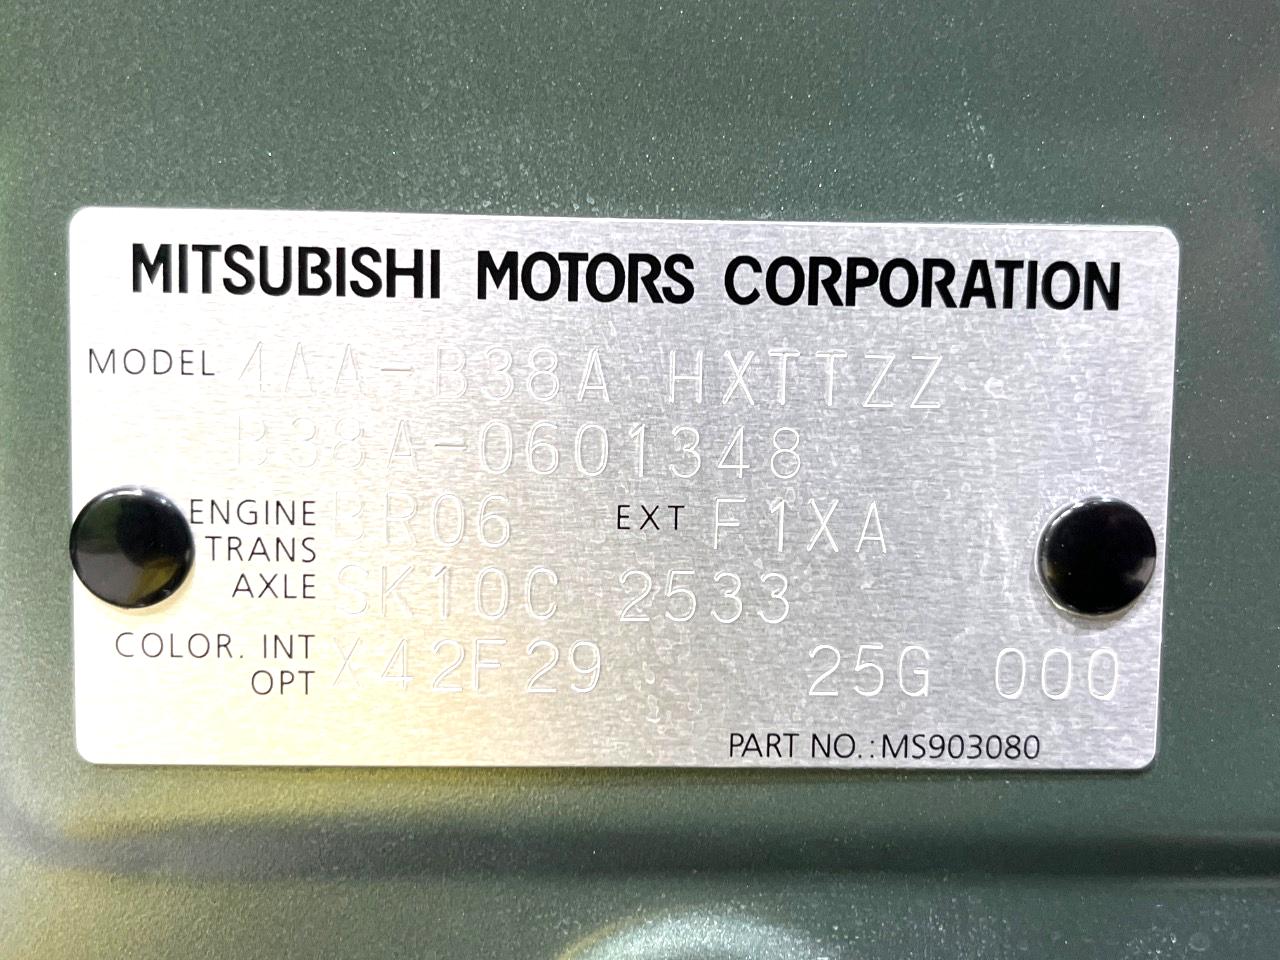 MITSUBISHI MOTORS CORPORATION
MODEL 4AA-B38A HXTTZZ
B38A-0601348
ENGINE BR06 EXT F1XA
TRANS
AXLE SK10C 2533
COLOR. INT
OPT X42F29 25G 000
PART NO.:MS903080